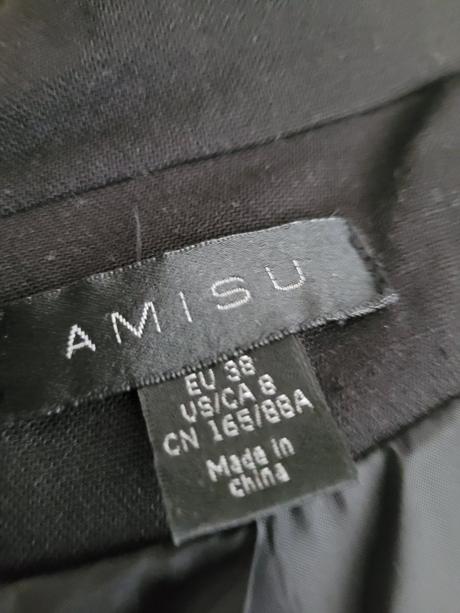 AMISU
EU 38
US/CA 8
CN 165/88A
Made in
China